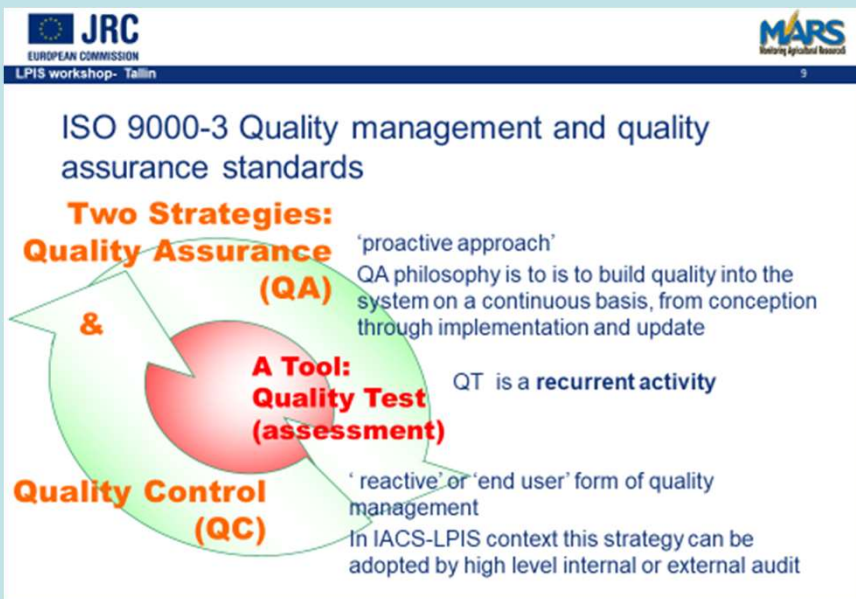 JRC
EUROPEAN COMMISSION
MARS
Monitoring Agricultural ResourceS
LPIS workshop- Tallin
9
ISO 9000-3 Quality management and quality
assurance standards
Two Strategies:
Quality Assurance
(QA)
&
'proactive approach'
QA philosophy is to is to build quality into the
system on a continuous basis, from conception
through implementation and update
A Tool:
Quality Test
(assessment)
QT is a recurrent activity
Quality Control
(QC)
' reactive' or 'end user' form of quality
management
In IACS-LPIS context this strategy can be
adopted by high level internal or external audit